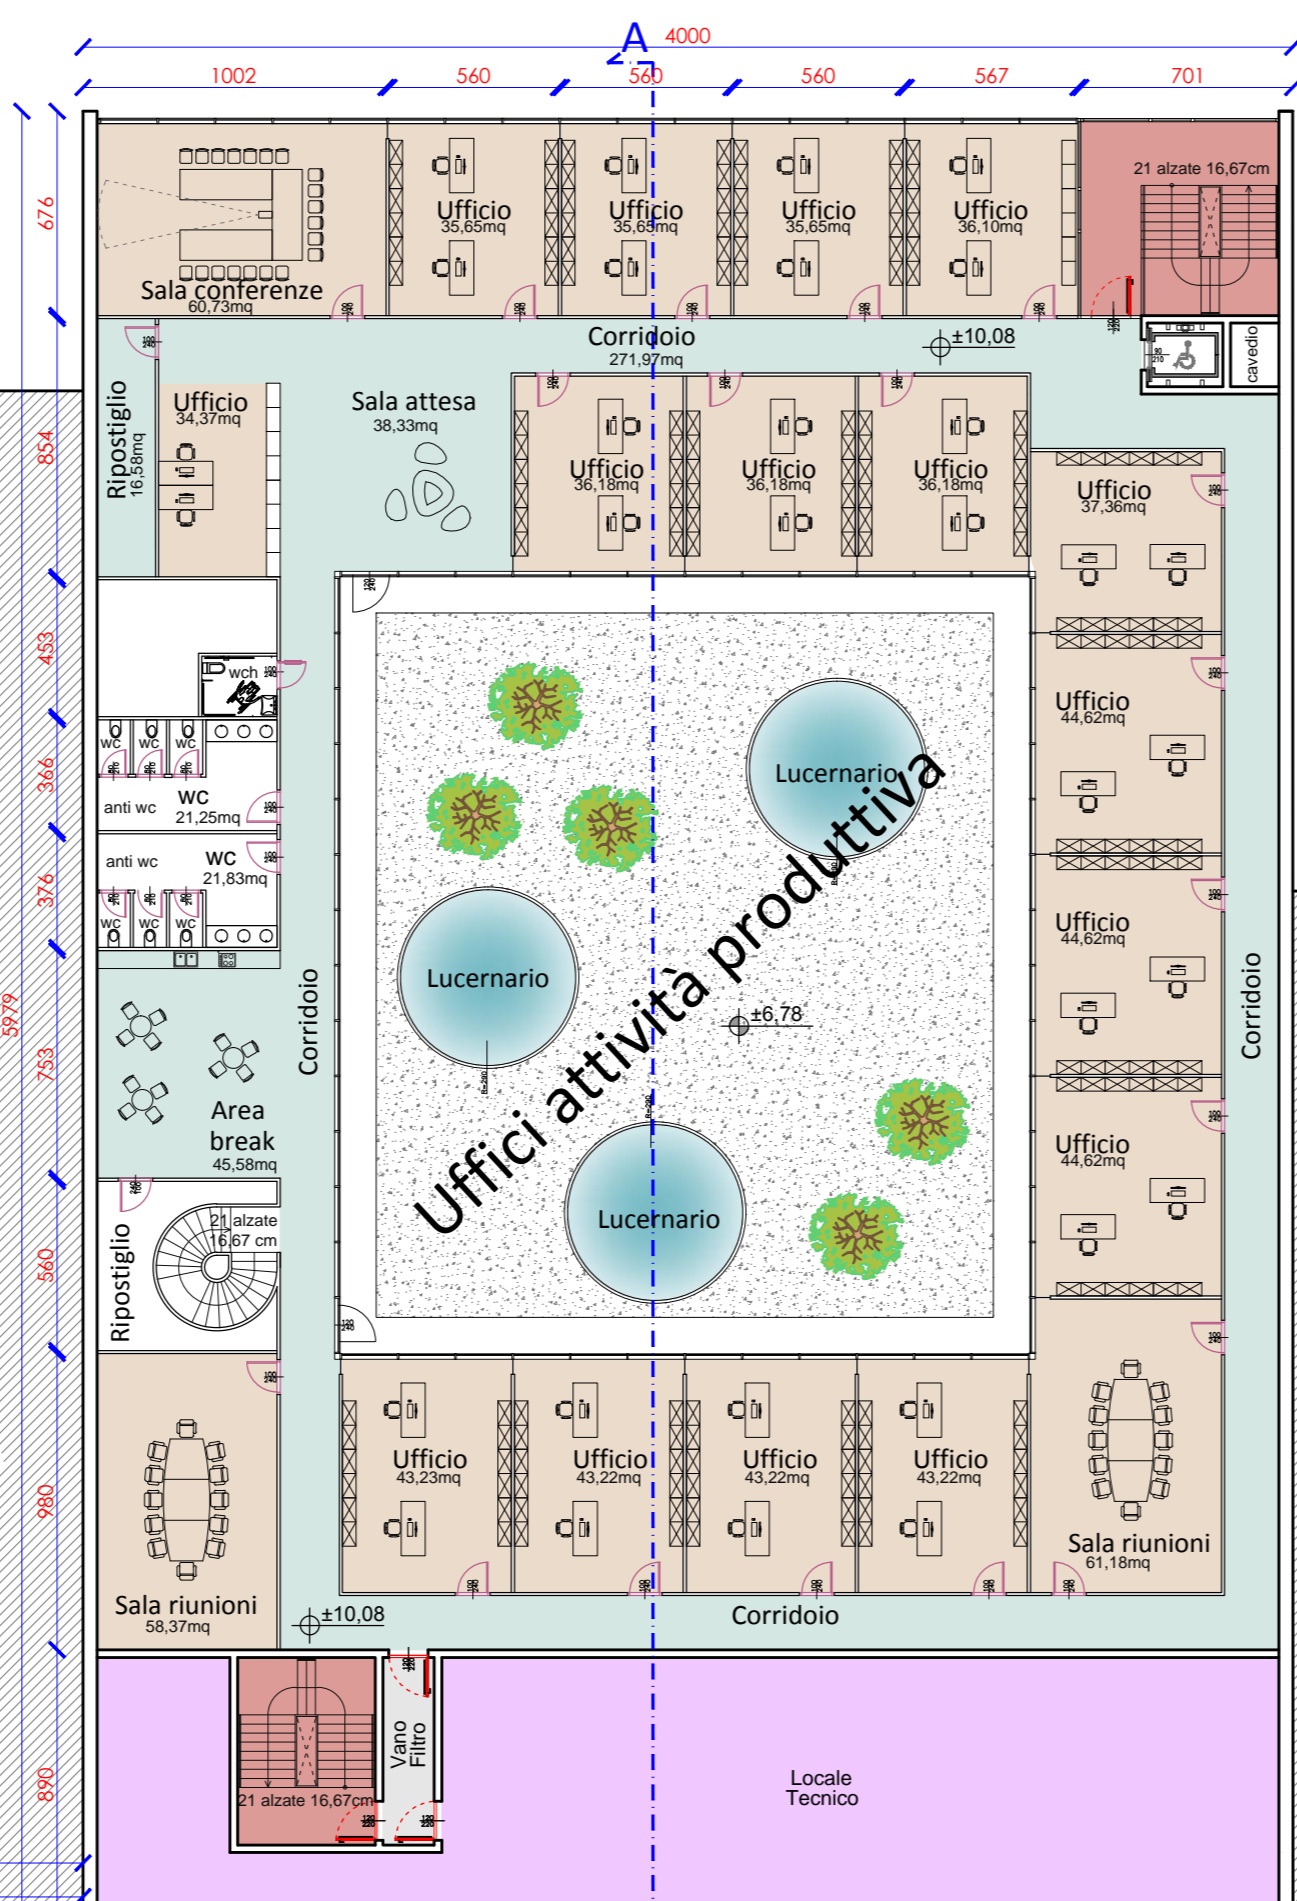 A
4000
1002
560
560
560
567
701
5979
676
854
453
366
376
753
560
980
890
Sala conferenze
60,73mq
Ufficio
35,65mq
Ufficio
35,65mq
Ufficio
35,65mq
Ufficio
36,10mq
21 alzate 16,67cm
Corridoio
271,97mq
±10,08
90
210
cavedio
Ripostiglio
16,58mq
Ufficio
34,37mq
Sala attesa
38,33mq
Ufficio
36,18mq
Ufficio
36,18mq
Ufficio
36,18mq
Ufficio
37,36mq
Ufficio
44,62mq
Ufficio
44,62mq
Ufficio
44,62mq
Corridoio
wch
wc
wc
wc
anti wc
WC
21,25mq
anti wc
WC
21,83mq
wc
wc
wc
Corridoio
Area
break
45,58mq
Ripostiglio
21 alzate
16,67 cm
Lucernario
R=290
Lucernario
Lucernario
R=290
±6,78
Uffici attività produttiva
Ufficio
43,23mq
Ufficio
43,22mq
Ufficio
43,22mq
Ufficio
43,22mq
Sala riunioni
61,18mq
Sala riunioni
58,37mq
±10,08
Corridoio
Vano
Filtro
21 alzate 16,67cm
Locale
Tecnico